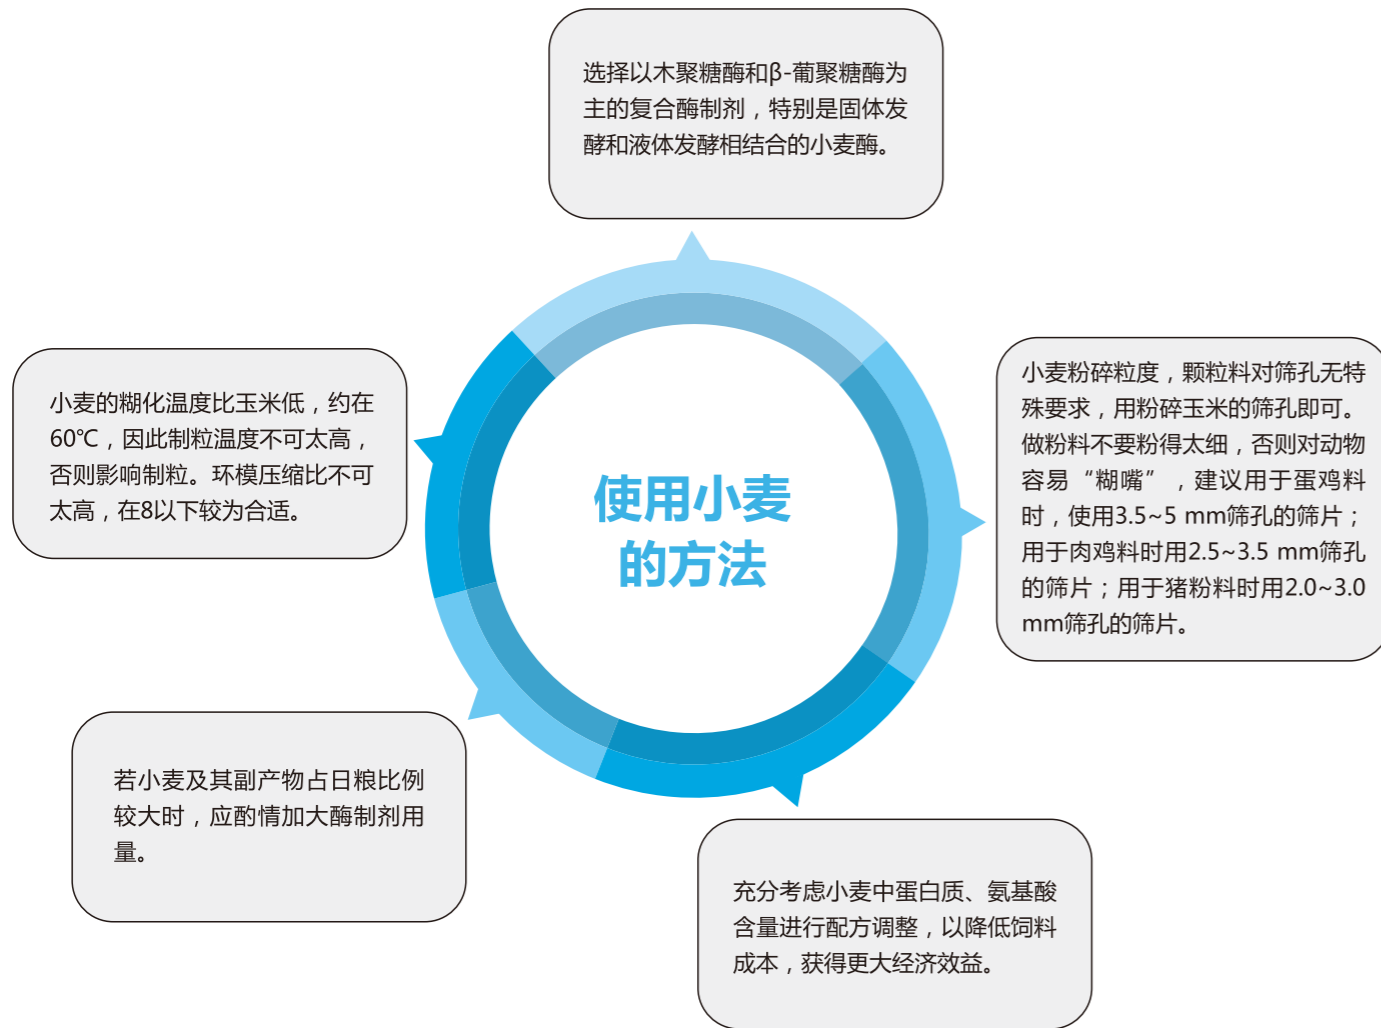 选择以木聚糖酶和β-葡聚糖酶为
主的复合酶制剂，特别是固体发
酵和液体发酵相结合的小麦酶。
小麦的糊化温度比玉米低，约在
60℃，因此制粒温度不可太高，
否则影响制粒。环模压缩比不可
太高，在8以下较为合适。
使用小麦
的方法
小麦粉碎粒度，颗粒料对筛孔无特
殊要求，用粉碎玉米的筛孔即可。
做粉料不要粉得太细，否则对动物
容易“糊嘴”，建议用于蛋鸡料
时，使用3.5~5 mm筛孔的筛片；
用于肉鸡料时用2.5~3.5 mm筛孔
的筛片；用于猪粉料时用2.0~3.0
mm筛孔的筛片。
若小麦及其副产物占日粮比例
较大时，应酌情加大酶制剂用
量。
充分考虑小麦中蛋白质、氨基酸
含量进行配方调整，以降低饲料
成本，获得更大经济效益。